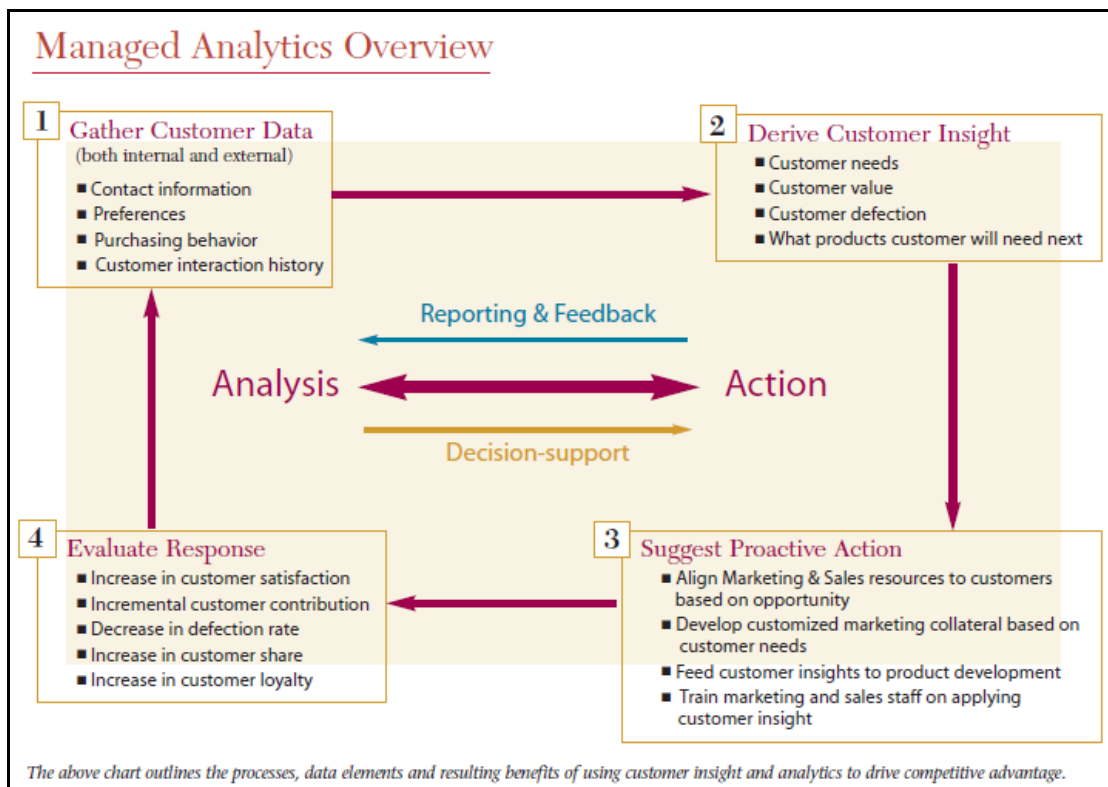 Managed Analytics Overview
1
Gather Customer Data
(both internal and external)
■ Contact information
■ Preferences
■ Purchasing behavior
■ Customer interaction history
2
Derive Customer Insight
■ Customer needs
■ Customer value
■ Customer defection
■ What products customer will need next
Reporting & Feedback
Analysis
Action
Decision-support
3
Suggest Proactive Action
■ Align Marketing & Sales resources to customers
based on opportunity
■ Develop customized marketing collateral based on
customer needs
■ Feed customer insights to product development
■ Train marketing and sales staff on applying
customer insight
4
Evaluate Response
■ Increase in customer satisfaction
■ Incremental customer contribution
■ Decrease in defection rate
■ Increase in customer share
■ Increase in customer loyalty
The above chart outlines the processes, data elements and resulting benefits of using customer insight and analytics to drive competitive advantage.